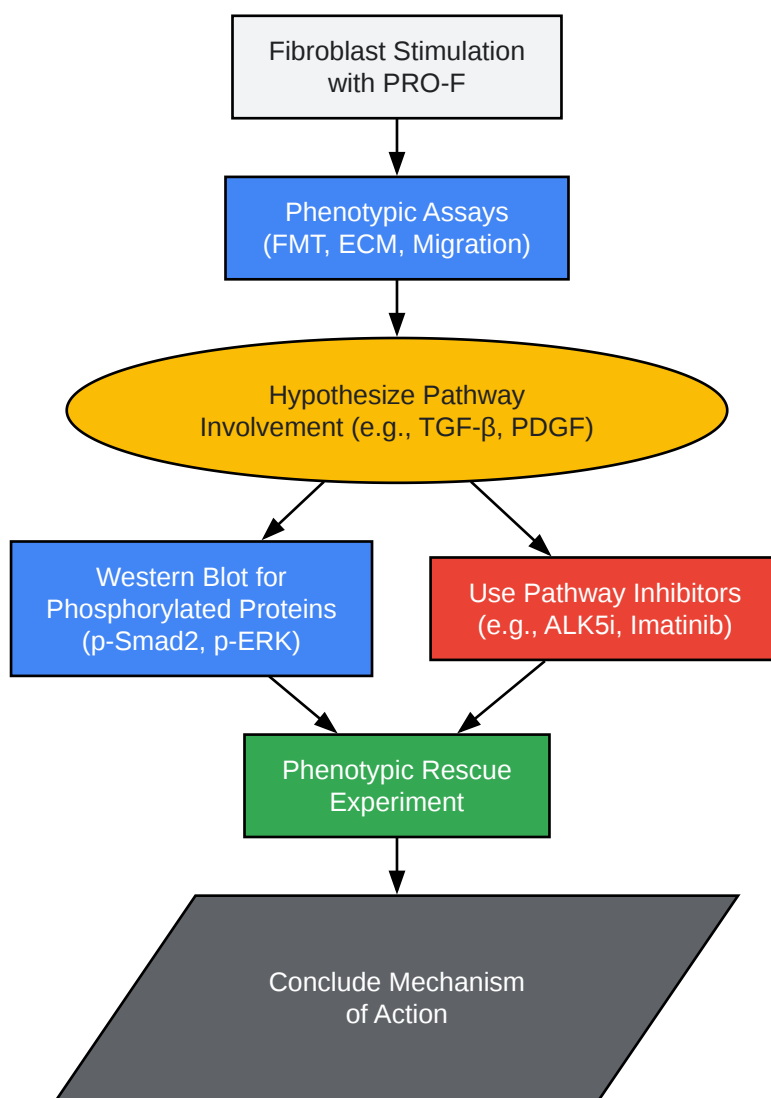 Fibroblast Stimulation
with PRO-F
Phenotypic Assays
(FMT, ECM, Migration)
Hypothesize Pathway
Involvement (e.g., TGF-β, PDGF)
Western Blot for
Phosphorylated Proteins
(p-Smad2, p-ERK)
Use Pathway Inhibitors
(e.g., ALK5i, Imatinib)
Phenotypic Rescue
Experiment
Conclude Mechanism
of Action